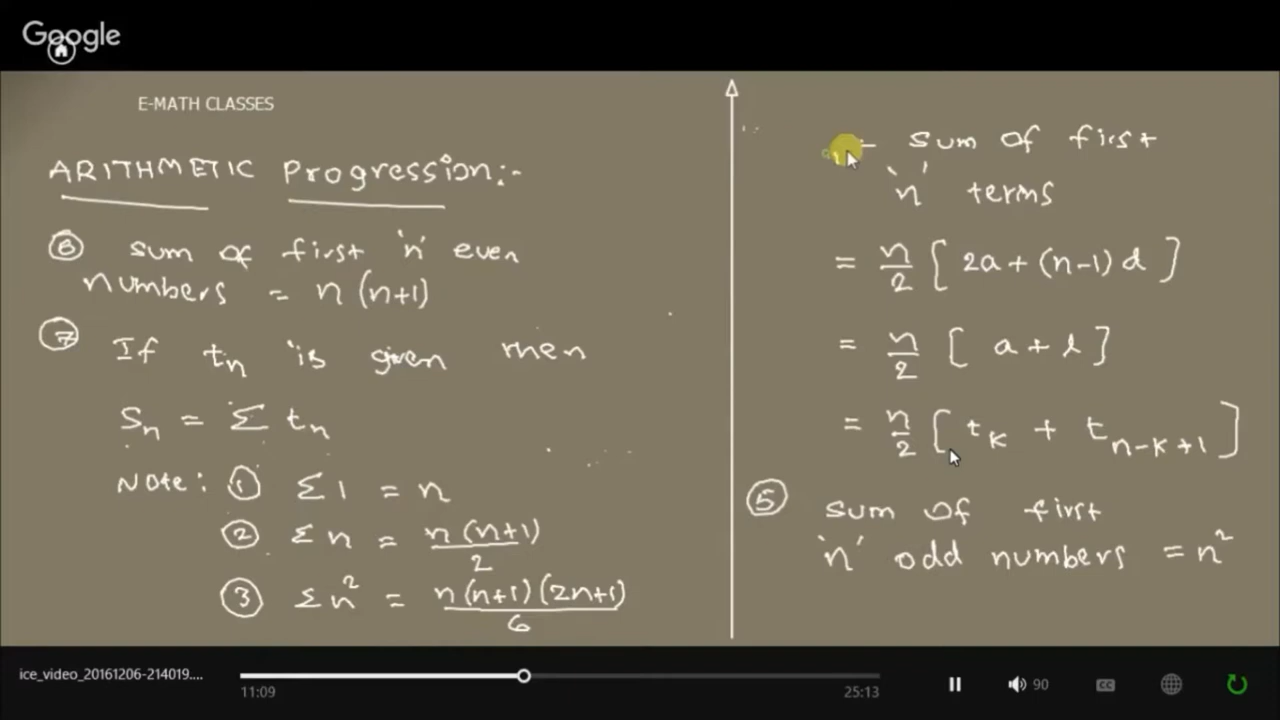 Google
E-MATH CLASSES
ARITHMETIC Progression:-
⑥ sum of first 'n' even
numbers = n (n+1)
⑦ If tₙ is given then
Sₙ = Σ tₙ
Note: ① Σ1 = n
② Σn = n(n+1)/2
③ Σn² = n(n+1)(2n+1)/6
- sum of first
'n' terms
= n/2 [ 2a + (n-1) d ]
= n/2 [ a + l ]
= n/2 [ t_K + t_{n-K+1} ]
⑤ sum of first
'n' odd numbers = n²
ice_video_20161206-214019....
11:09
25:13
90
CC